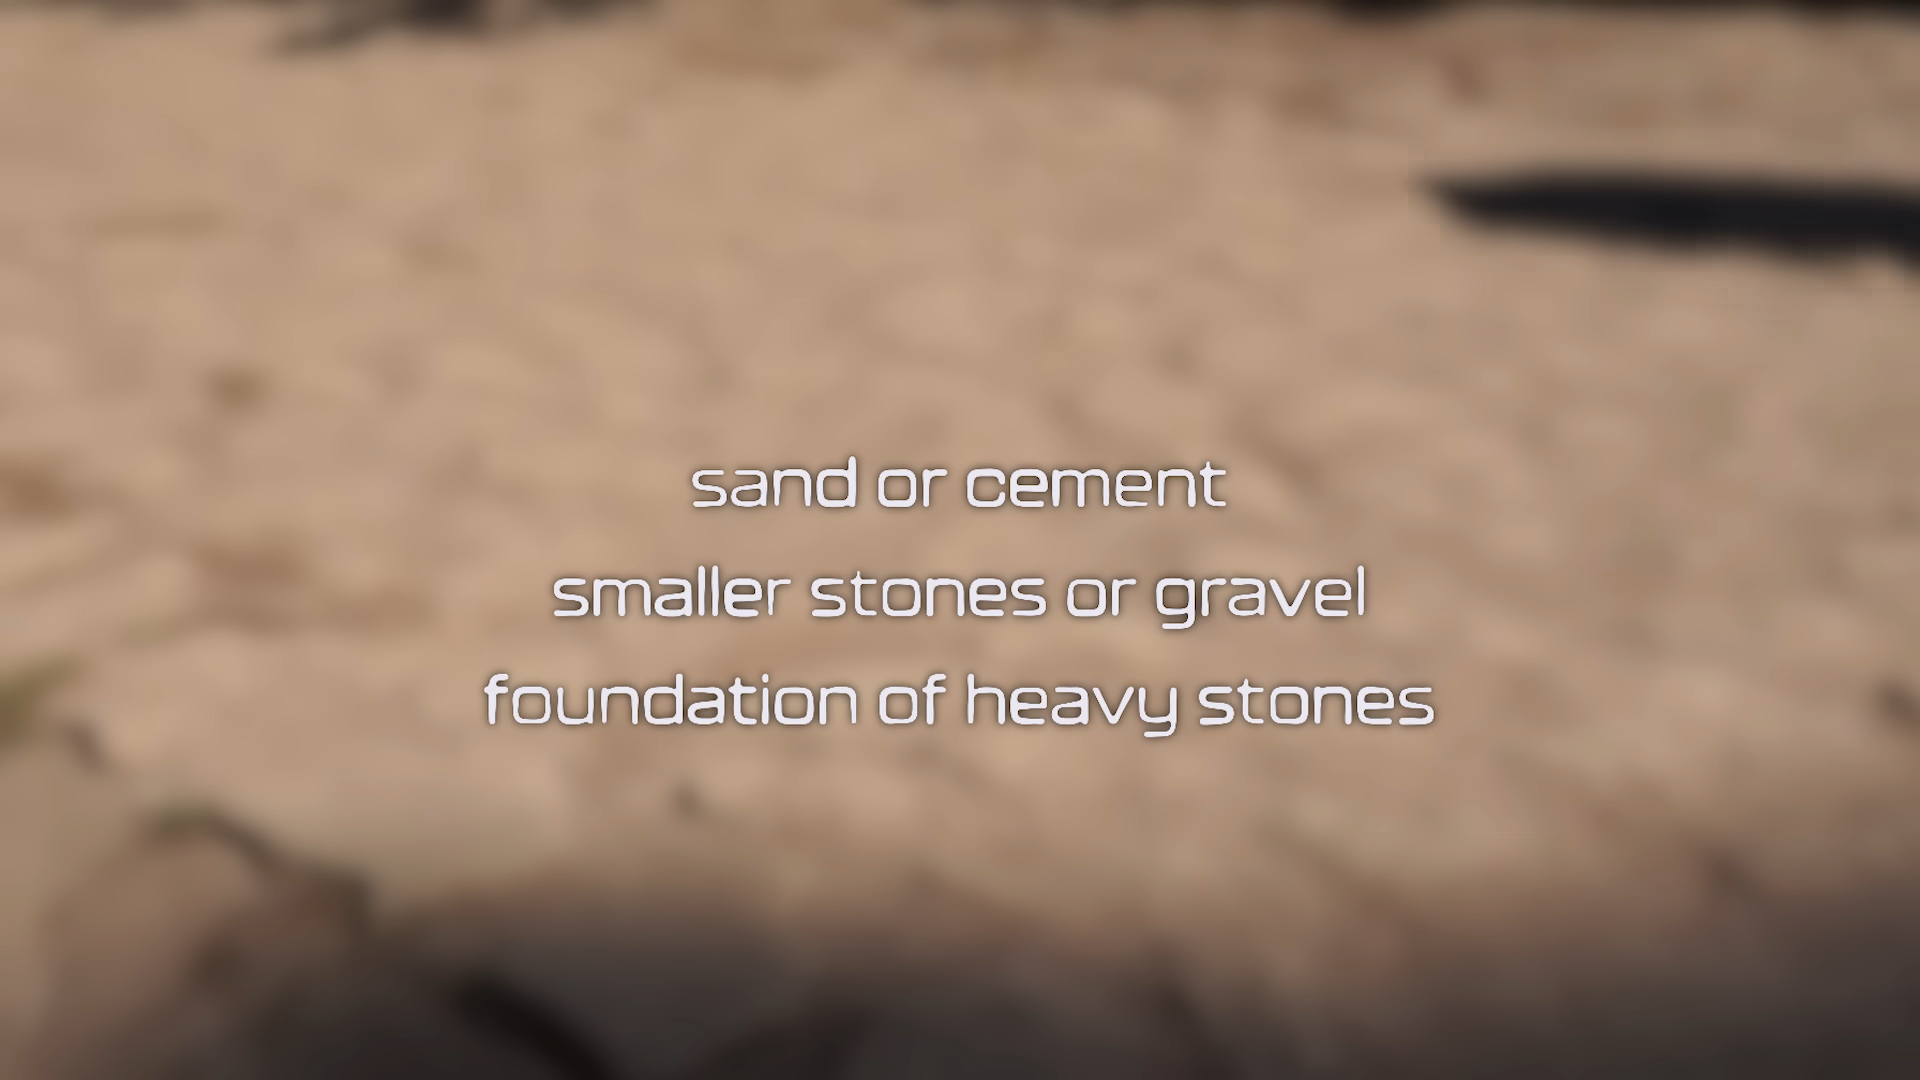 sand or cement
smaller stones or gravel
foundation of heavy stones